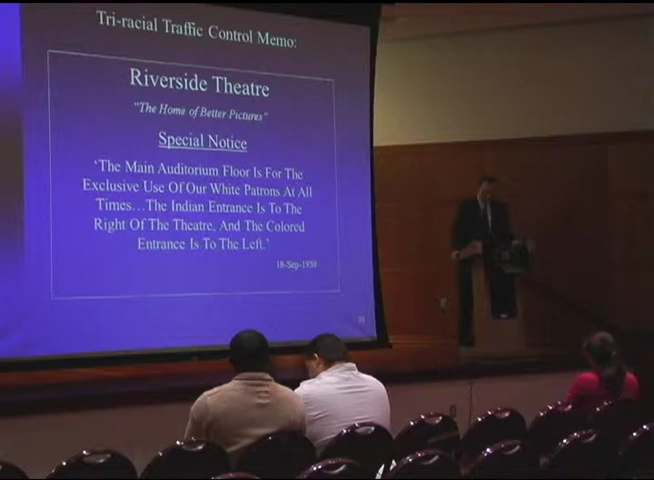 Tri-racial Traffic Control Memo:
Riverside Theatre
"The Home of Better Pictures"
Special Notice
'The Main Auditorium Floor Is For The
Exclusive Use Of Our White Patrons At All
Times…The Indian Entrance Is To The
Right Of The Theatre, And The Colored
Entrance Is To The Left.'
18-Sep-1939